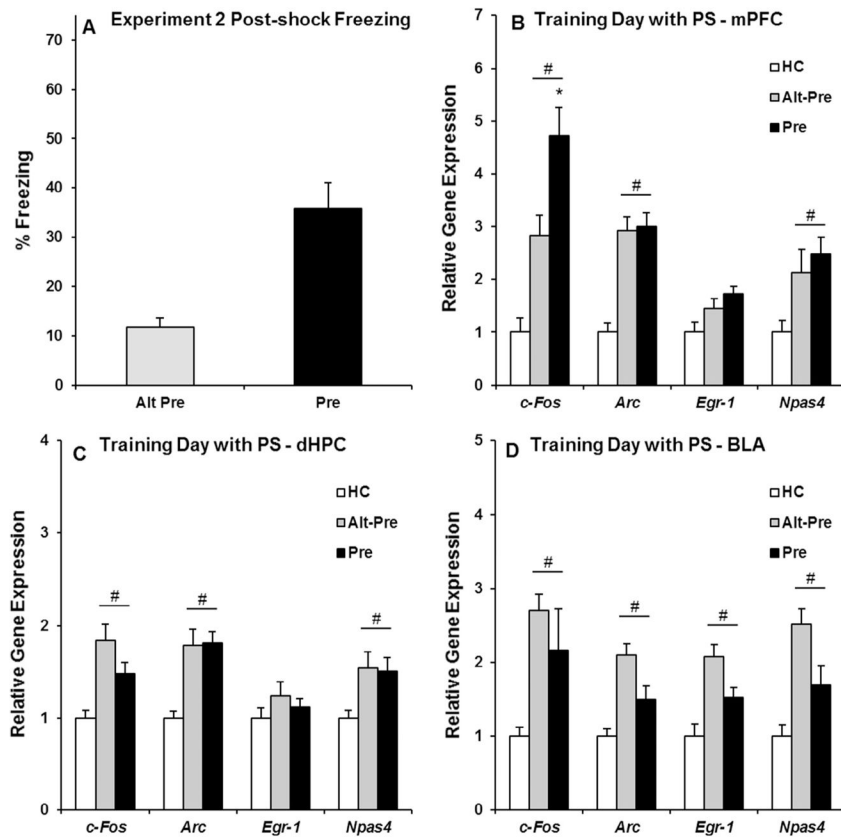 A Experiment 2 Post-shock Freezing
% Freezing
70
60
50
40
30
20
10
0
Alt Pre Pre
B Training Day with PS - mPFC
Relative Gene Expression
7
6
5
4
3
2
1
0
HC
Alt-Pre
Pre
#
*
#
#
c-Fos Arc Egr-1 Npas4
C Training Day with PS - dHPC
Relative Gene Expression
4
3
2
1
0
HC
Alt-Pre
Pre
# # #
c-Fos Arc Egr-1 Npas4
D Training Day with PS - BLA
Relative Gene Expression
5
4
3
2
1
0
HC
Alt-Pre
Pre
# # # #
c-Fos Arc Egr-1 Npas4